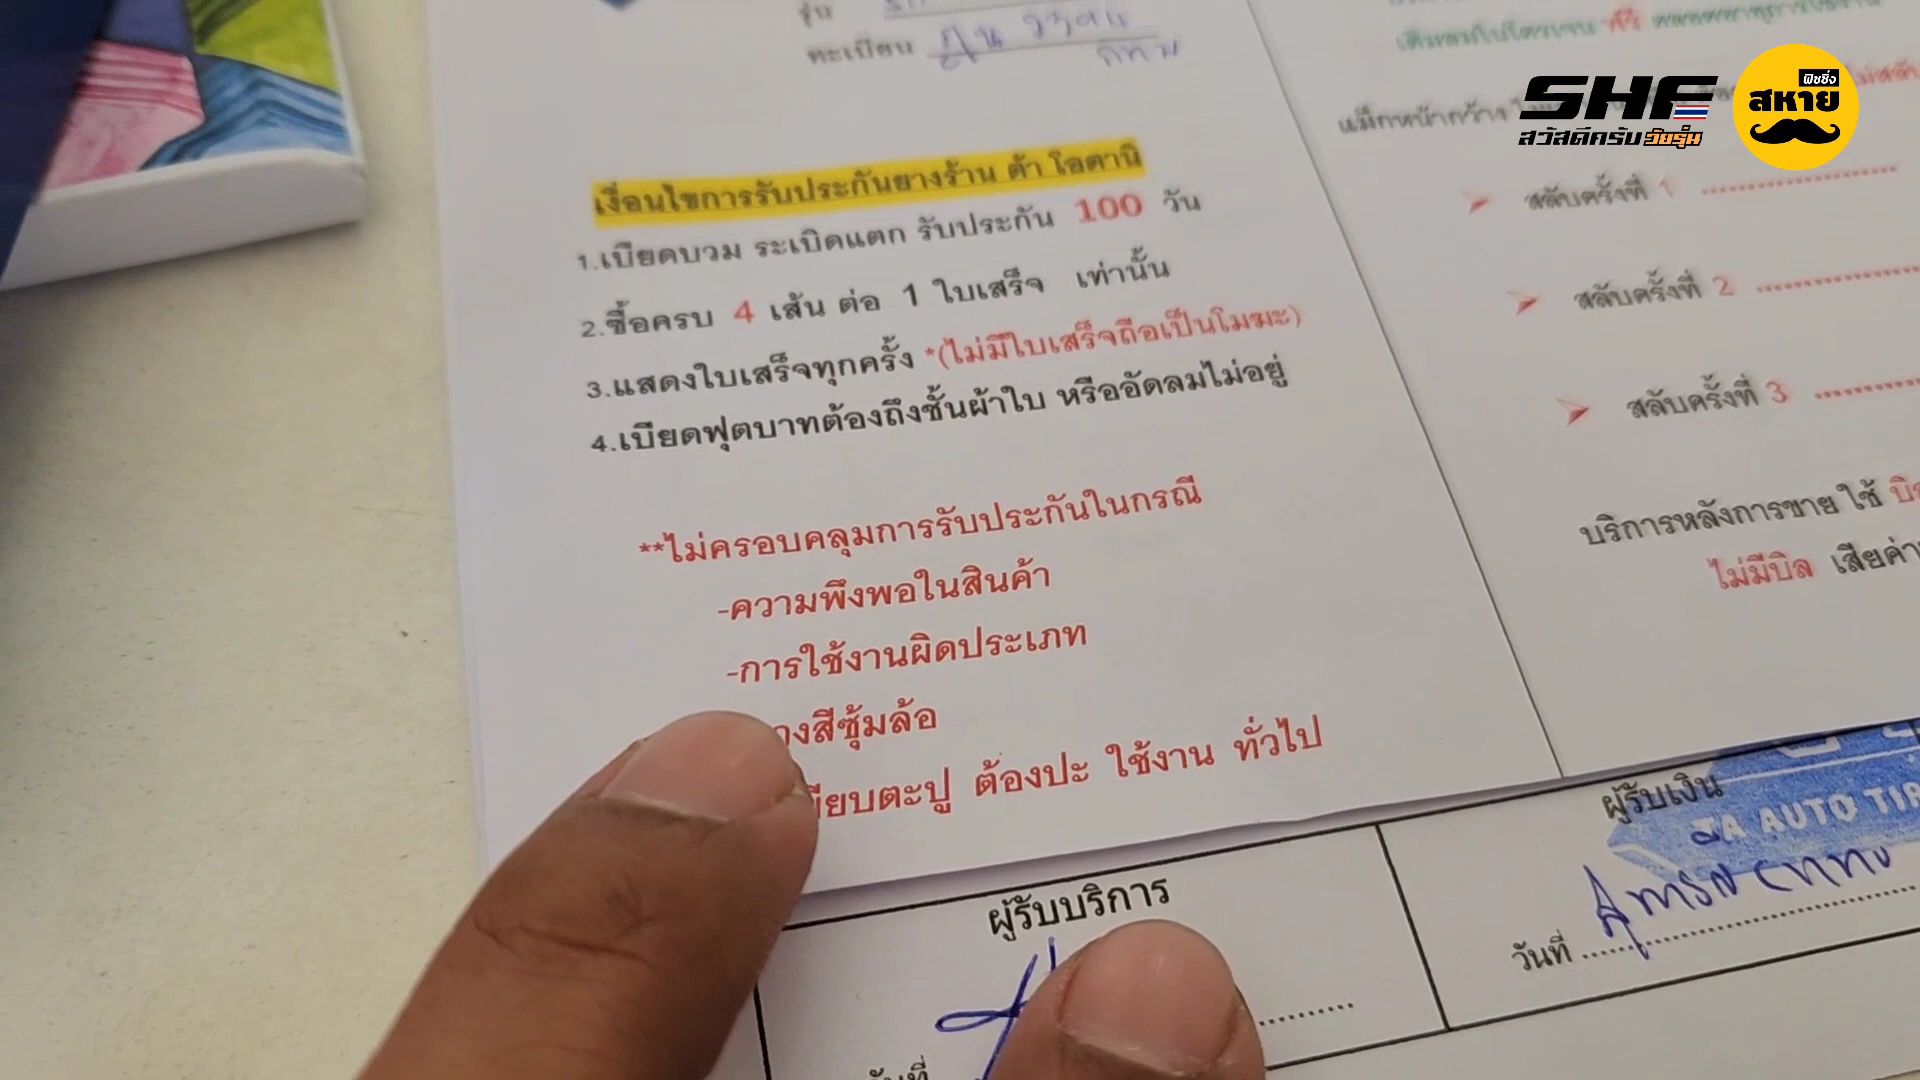 ทะเบียน
เงื่อนไขการรับประกันยางร้าน ต้า โอตานิ
1.เบียดบวม ระเบิดแตก รับประกัน 100 วัน
2.ซื้อครบ 4 เส้น ต่อ 1 ใบเสร็จ เท่านั้น
3.แสดงใบเสร็จทุกครั้ง *(ไม่มีใบเสร็จถือเป็นโมฆะ)
4.เบียดฟุตบาทต้องถึงชั้นผ้าใบ หรืออัดลมไม่อยู่
**ไม่ครอบคลุมการรับประกันในกรณี
-ความพึงพอในสินค้า
-การใช้งานผิดประเภท
สีซุ้มล้อ
ยบตะปู ต้องปะ ใช้งาน ทั่วไป
แม็กหน้ากว้าง
สลับครั้งที่ 1
สลับครั้งที่ 2
สลับครั้งที่ 3
บริการหลังการขาย ใช้
ไม่มีบิล
ผู้รับบริการ
ผู้รับเงิน
TA AUTO
วันที่
SHF
สวัสดีครับวัยรุ่น
ฟิชชิ่ง
สหาย